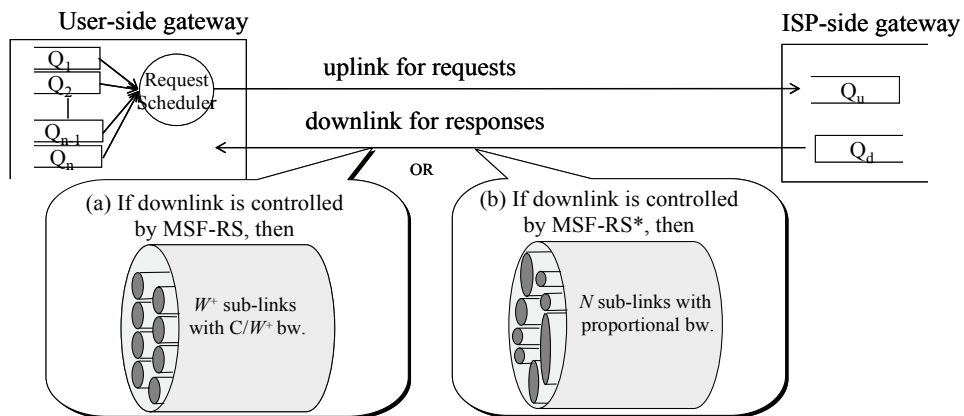 User-side gateway
ISP-side gateway
Q1
Q2
Qn-1
Qn
Request
Scheduler
uplink for requests
downlink for responses
Qu
Qd
OR
(a) If downlink is controlled
by MSF-RS, then
W+ sub-links
with C/W+ bw.
(b) If downlink is controlled
by MSF-RS*, then
N sub-links with
proportional bw.